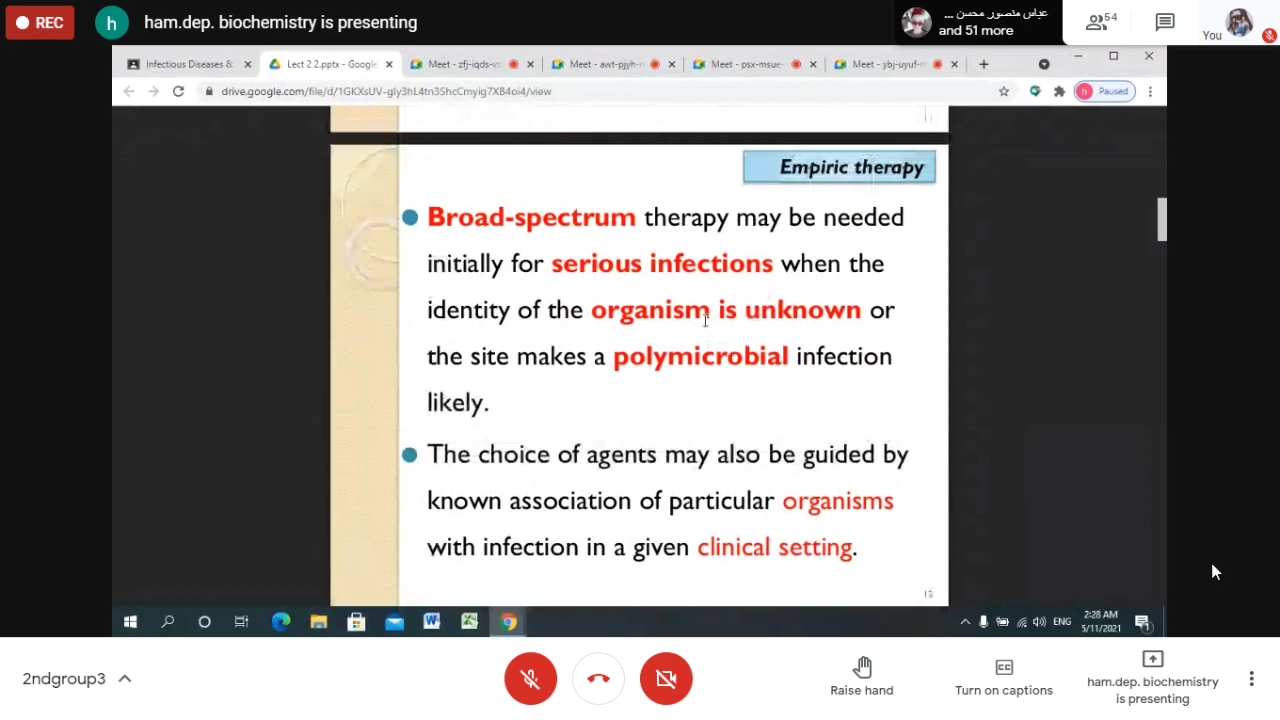 REC
h
ham.dep. biochemistry is presenting
عباس منصور محسن ...
and 51 more
54
You
Infectious Diseases &
Lect 2 2.pptx - Google
Meet - zfj-iqds-vs
Meet - awt-pjyh-n
Meet - psx-msue-
Meet - ybj-uyuf-m
drive.google.com/file/d/1GKXsUV-gly3hL4tn3ShcCmyig7X84oi4/view
h Paused
Empiric therapy
Broad-spectrum therapy may be needed
initially for serious infections when the
identity of the organism is unknown or
the site makes a polymicrobial infection
likely.
The choice of agents may also be guided by
known association of particular organisms
with infection in a given clinical setting.
12
ENG
2:28 AM
5/11/2021
1
2ndgroup3
Raise hand
CC
Turn on captions
ham.dep. biochemistry
is presenting